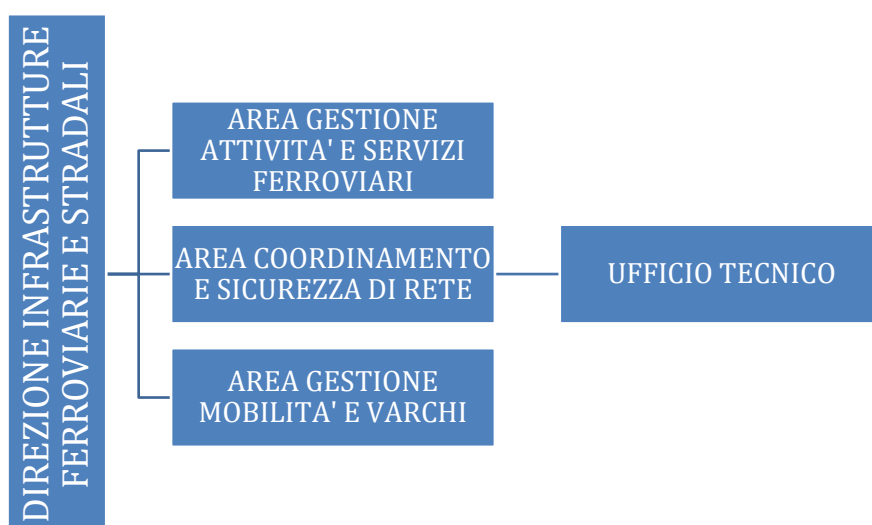 DIREZIONE INFRASTRUTTURE
FERROVIARIE E STRADALI
AREA GESTIONE
ATTIVITA' E SERVIZI
FERROVIARI
AREA COORDINAMENTO
E SICUREZZA DI RETE
UFFICIO TECNICO
AREA GESTIONE
MOBILITA' E VARCHI